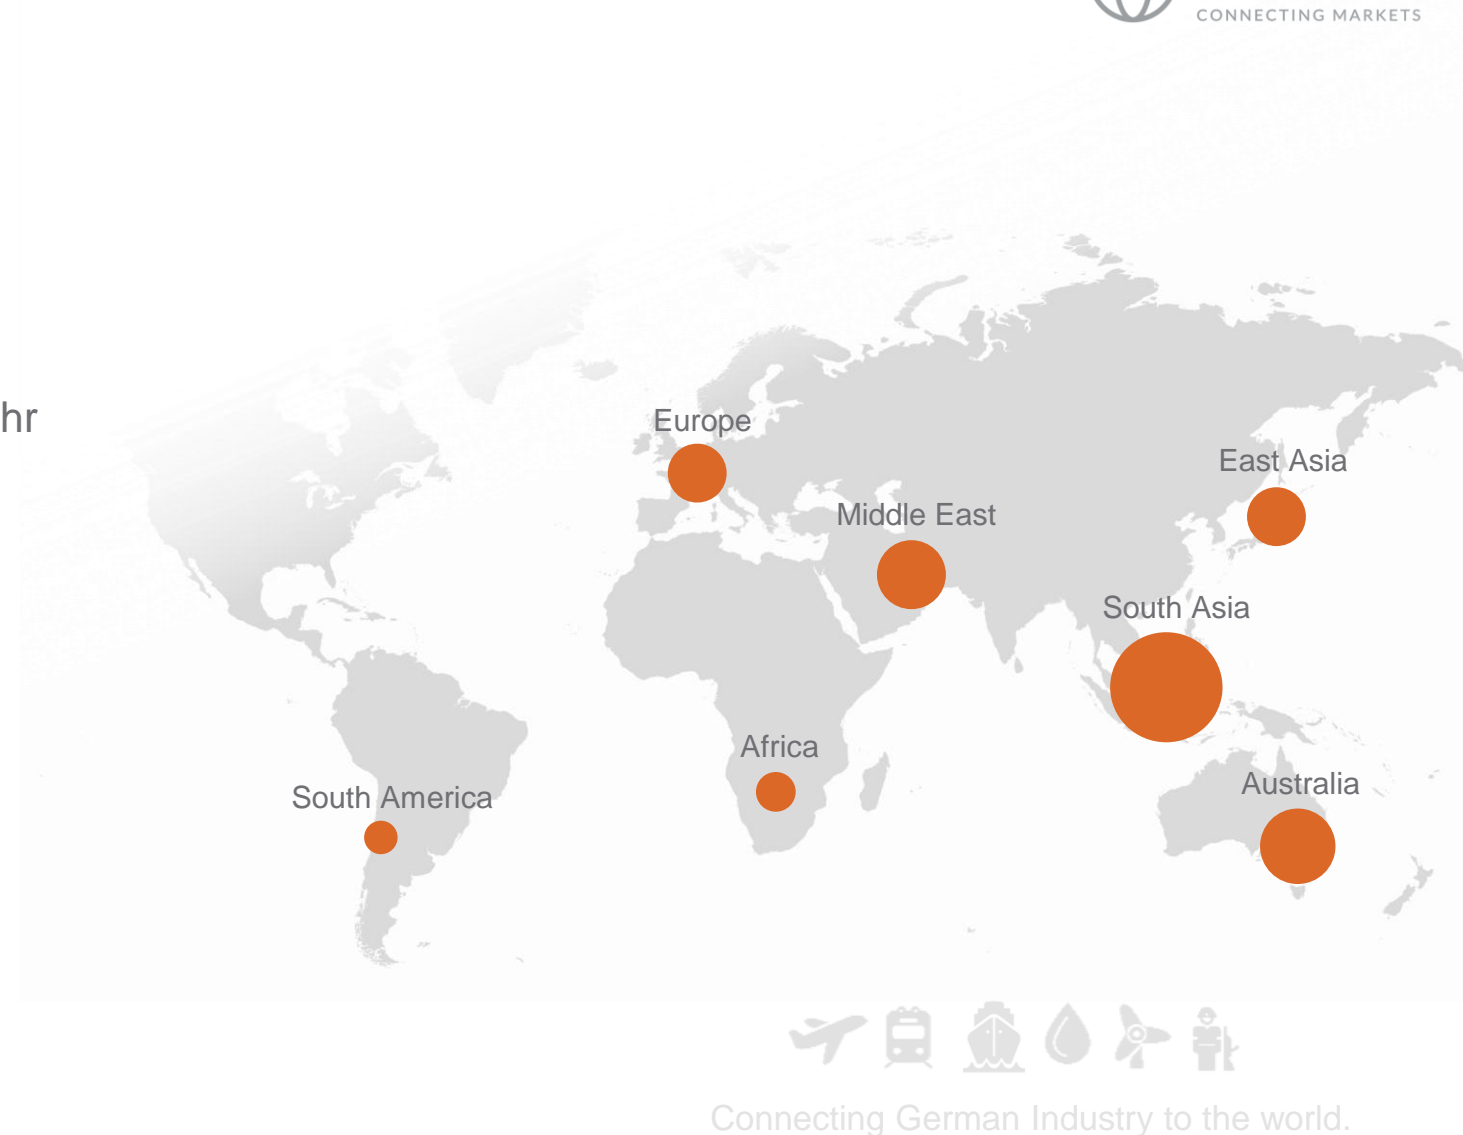 CONNECTING MARKETS
hr
Europe
East Asia
Middle East
South Asia
Africa
Australia
South America
Connecting German Industry to the world.